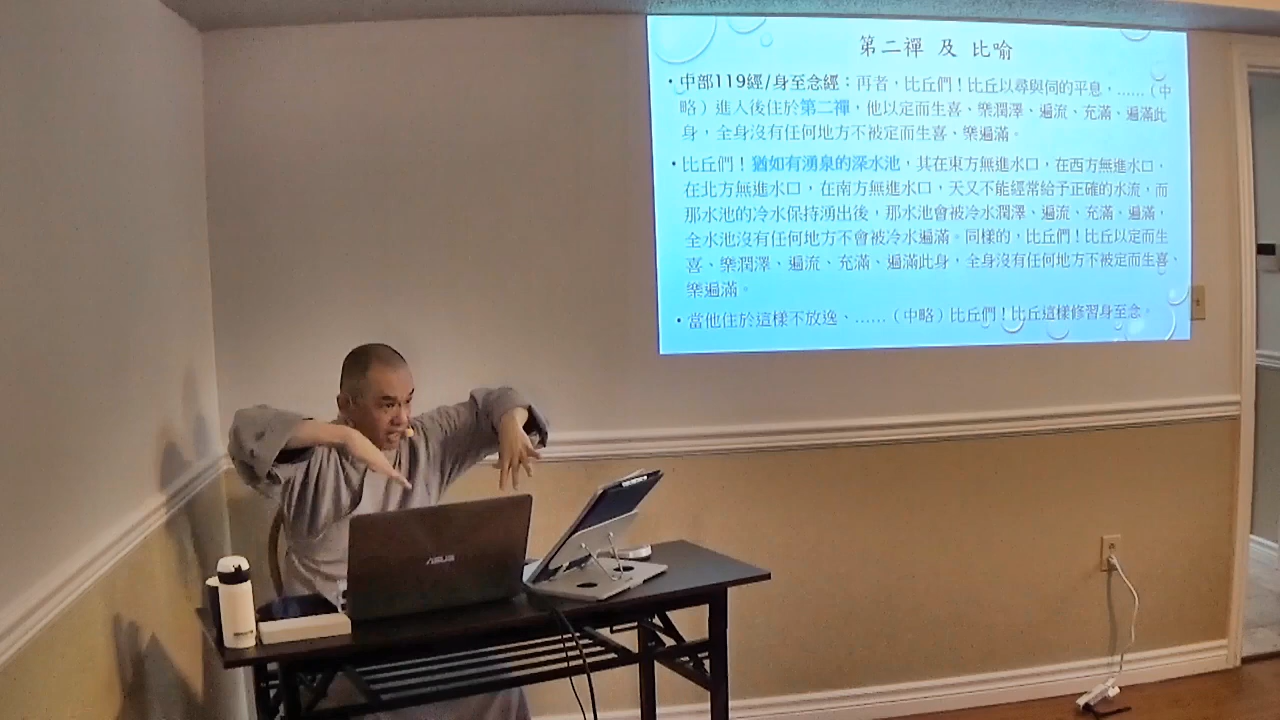 第二禪 及 比喻
• 中部119經/身至念經：再者，比丘們！比丘以尋與伺的平息，……（中
略）進入後住於第二禪，他以定而生喜、樂潤澤、遍流、充滿、遍滿此
身，全身沒有任何地方不被定而生喜、樂遍滿。
• 比丘們！猶如有湧泉的深水池，其在東方無進水口，在西方無進水口，
在北方無進水口，在南方無進水口，天又不能經常給予正確的水流，而
那水池的冷水保持湧出後，那水池會被冷水潤澤、遍流、充滿、遍滿，
全水池沒有任何地方不會被冷水遍滿。同樣的，比丘們！比丘以定而生
喜、樂潤澤、遍流、充滿、遍滿此身，全身沒有任何地方不被定而生喜、
樂遍滿。
• 當他住於這樣不放逸、……（中略）比丘們！比丘這樣修習身至念。
ASUS